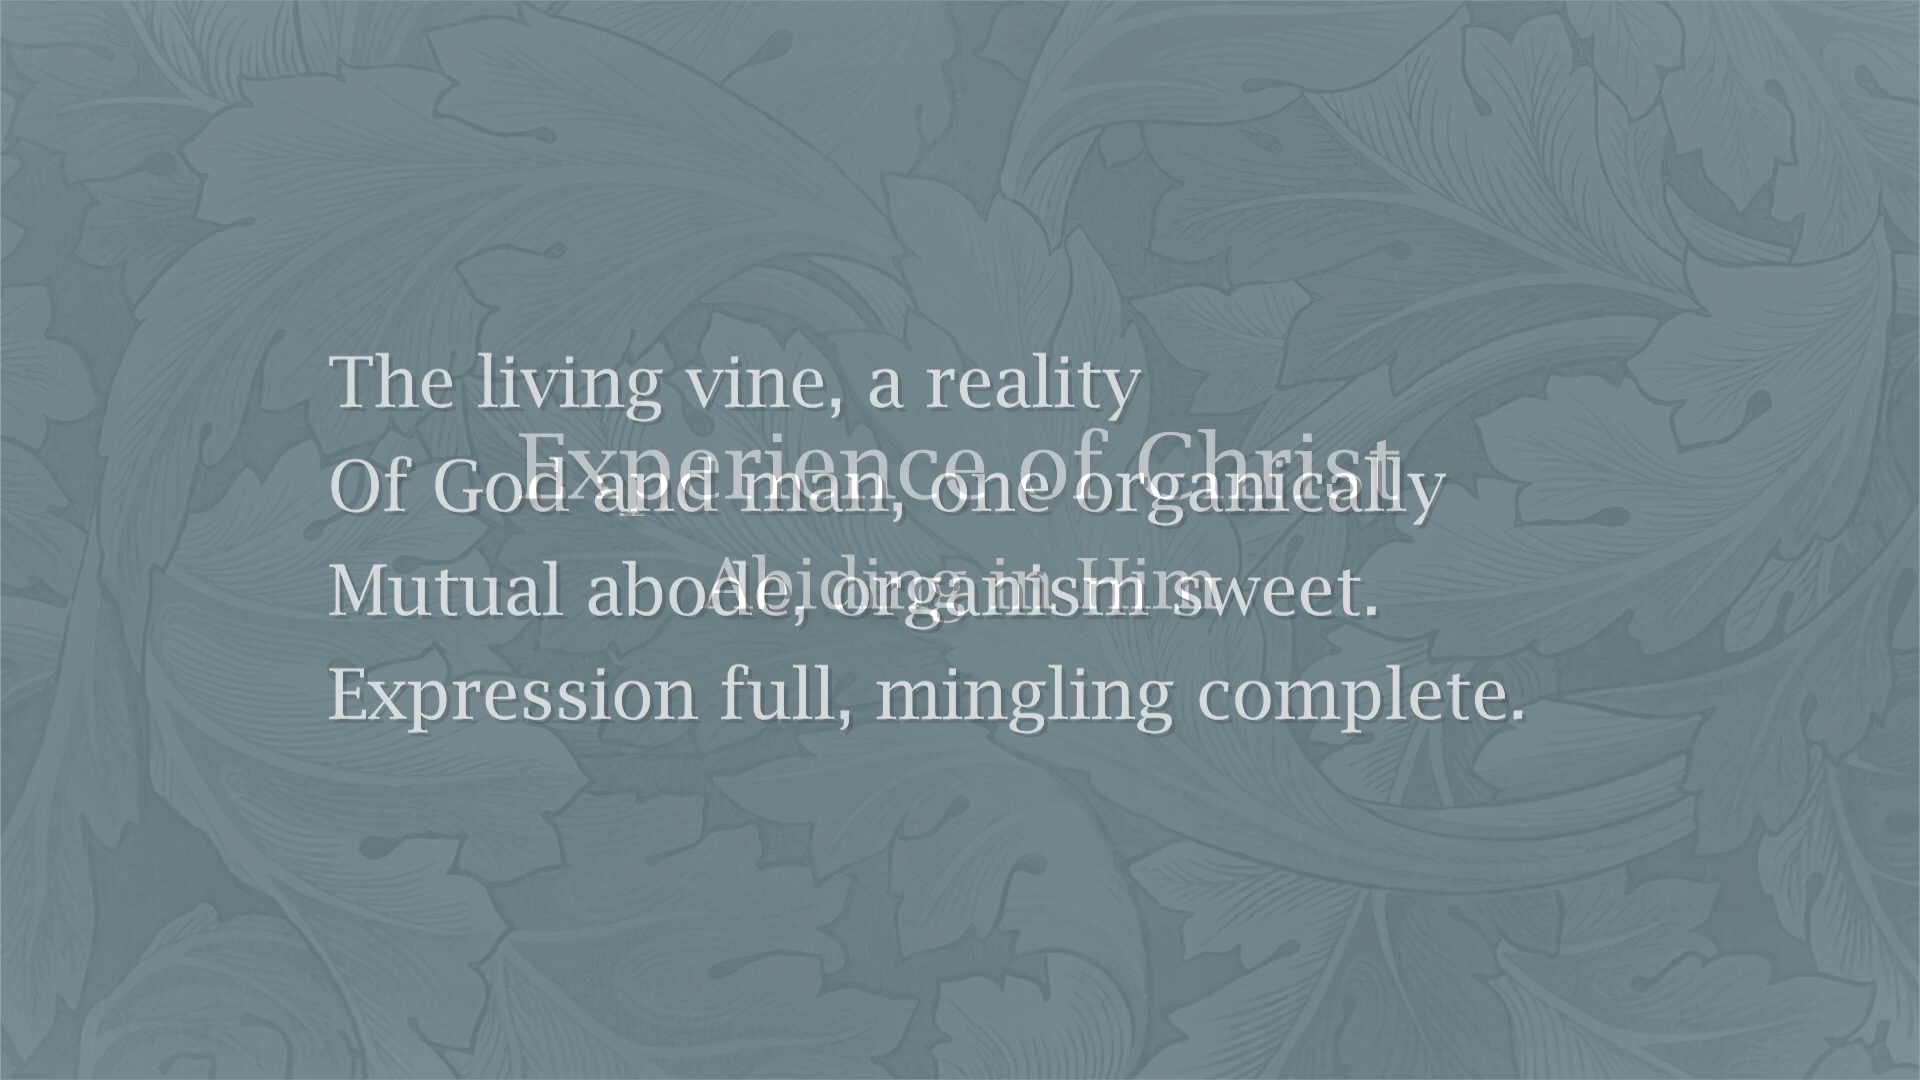 The living vine, a reality
Experience of Christ
Of God and man, one organically
Abiding in Him
Mutual abode, organism sweet.
Expression full, mingling complete.